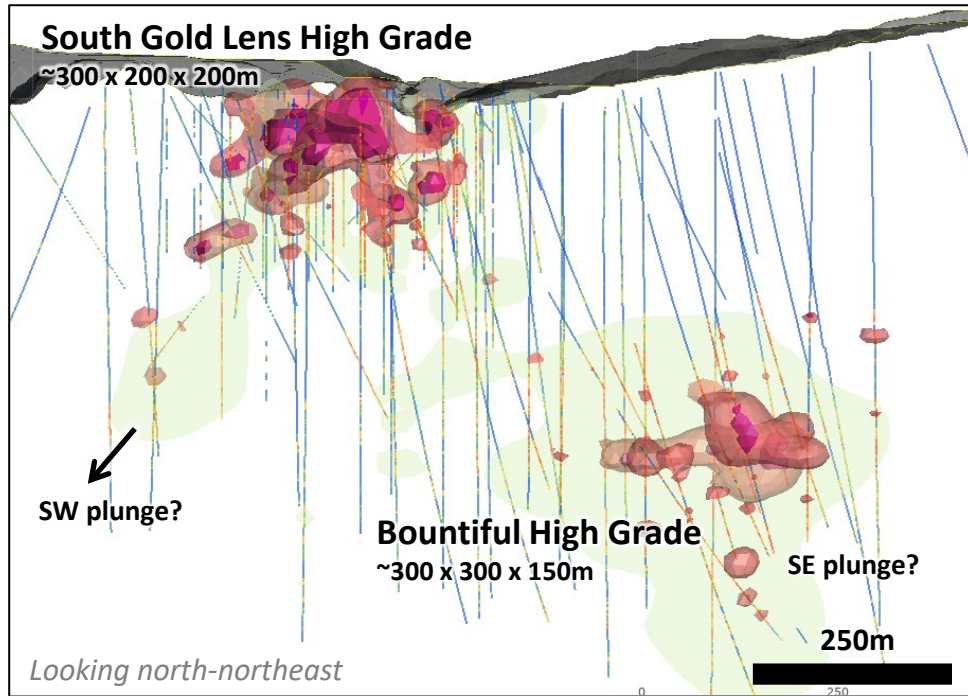 South Gold Lens High Grade
~300 x 200 x 200m
SW plunge?
Bountiful High Grade
~300 x 300 x 150m
SE plunge?
250m
Looking north-northeast
0 250